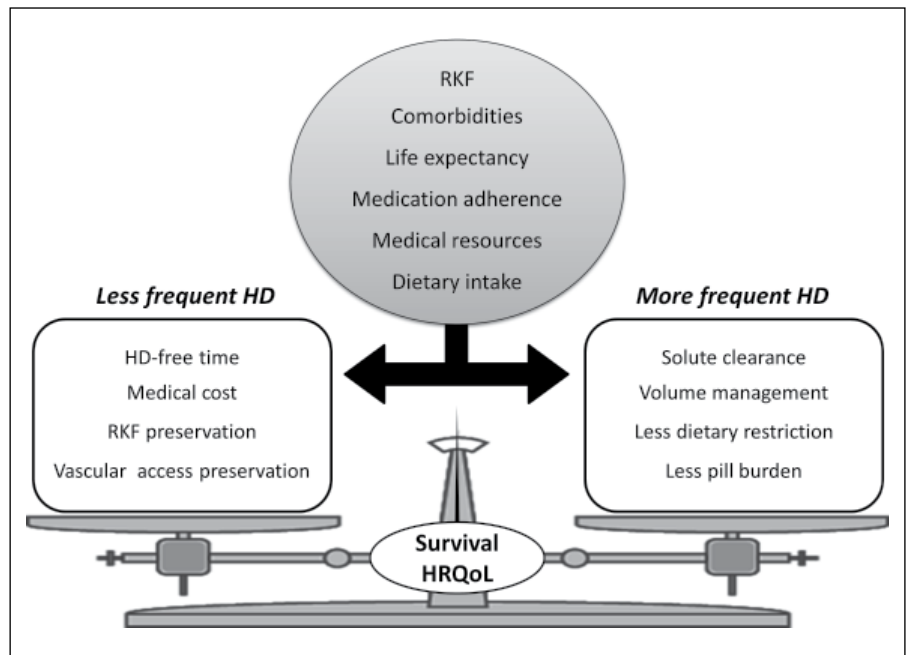 RKF
Comorbidities
Life expectancy
Medication adherence
Medical resources
Dietary intake
Less frequent HD
HD-free time
Medical cost
RKF preservation
Vascular access preservation
More frequent HD
Solute clearance
Volume management
Less dietary restriction
Less pill burden
Survival
HRQoL